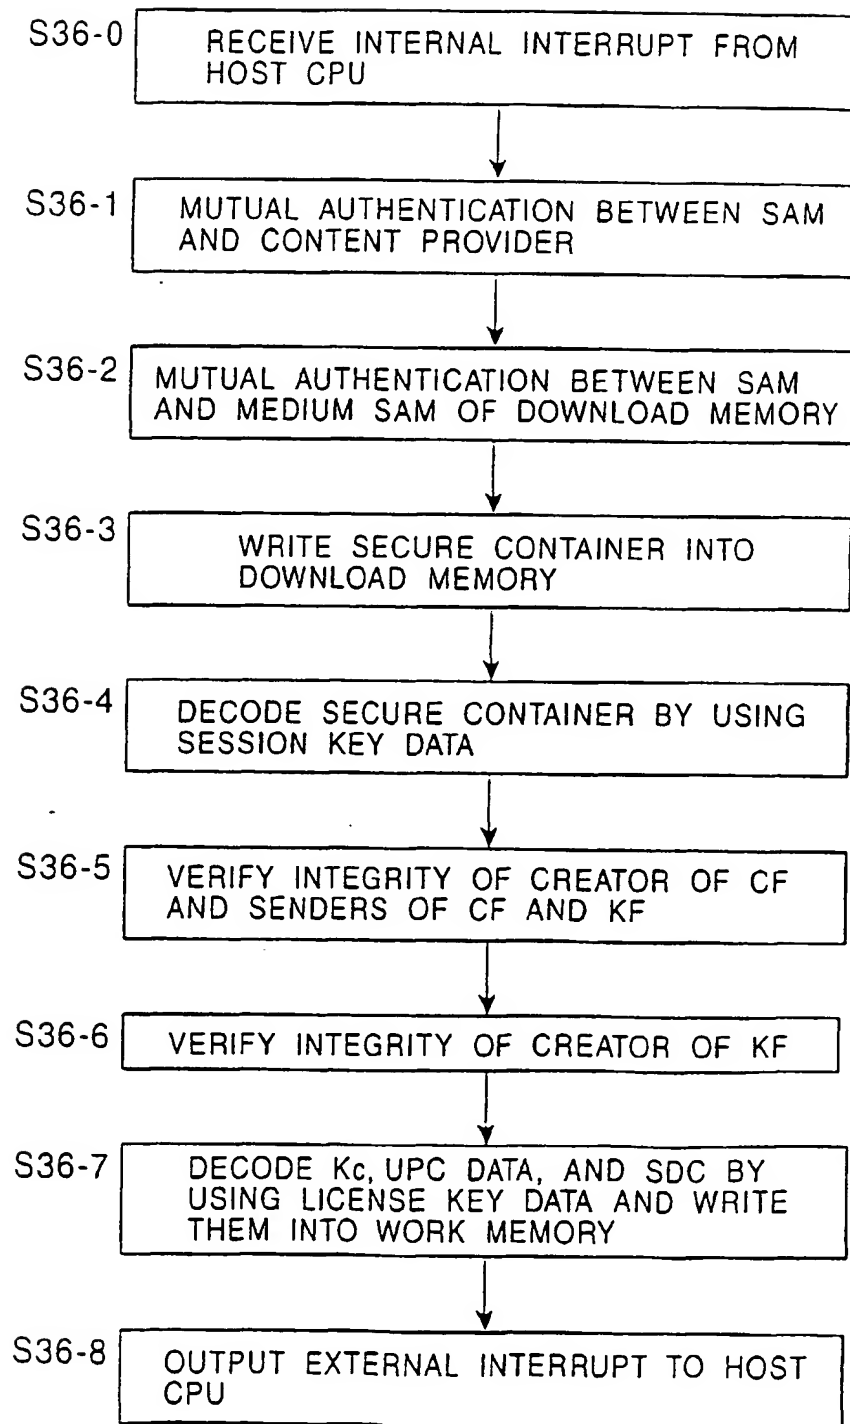 S36-0
RECEIVE INTERNAL INTERRUPT FROM
HOST CPU
S36-1
MUTUAL AUTHENTICATION BETWEEN SAM
AND CONTENT PROVIDER
S36-2
MUTUAL AUTHENTICATION BETWEEN SAM
AND MEDIUM SAM OF DOWNLOAD MEMORY
S36-3
WRITE SECURE CONTAINER INTO
DOWNLOAD MEMORY
S36-4
DECODE SECURE CONTAINER BY USING
SESSION KEY DATA
S36-5
VERIFY INTEGRITY OF CREATOR OF CF
AND SENDERS OF CF AND KF
S36-6
VERIFY INTEGRITY OF CREATOR OF KF
S36-7
DECODE Kc, UPC DATA, AND SDC BY
USING LICENSE KEY DATA AND WRITE
THEM INTO WORK MEMORY
S36-8
OUTPUT EXTERNAL INTERRUPT TO HOST
CPU